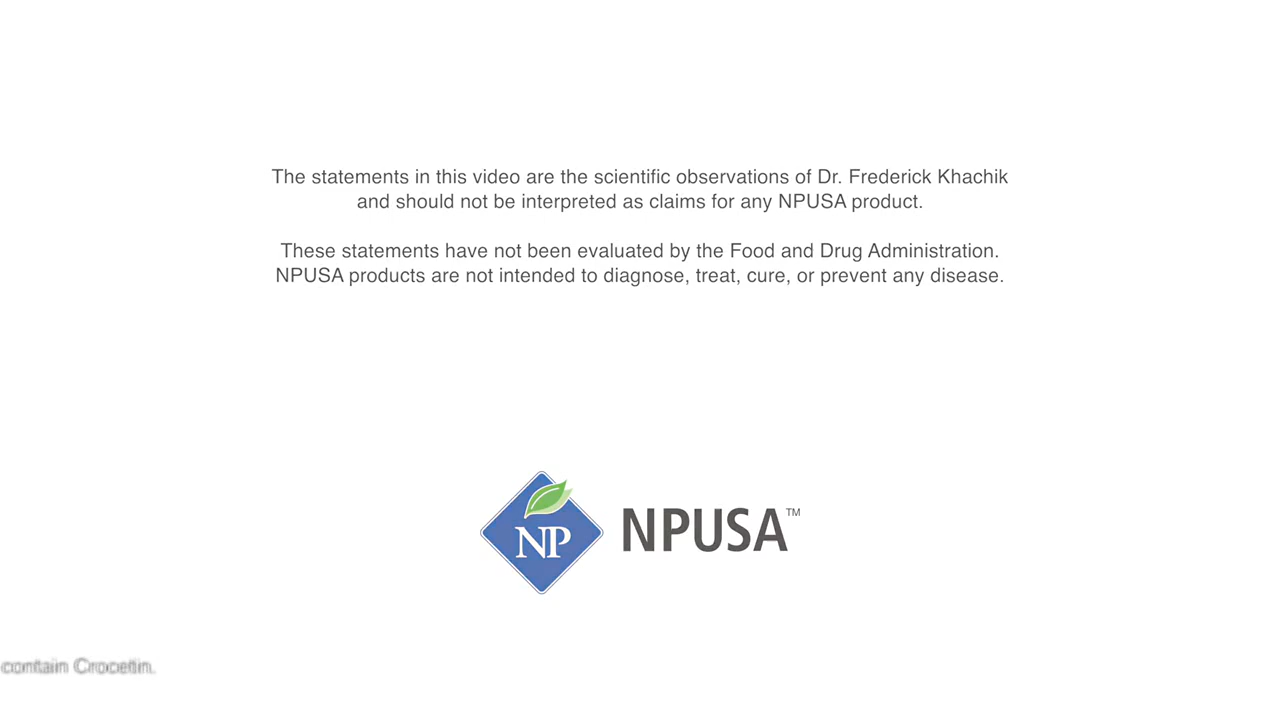 The statements in this video are the scientific observations of Dr. Frederick Khachik
and should not be interpreted as claims for any NPUSA product.
These statements have not been evaluated by the Food and Drug Administration.
NPUSA products are not intended to diagnose, treat, cure, or prevent any disease.
NP
NPUSA™
contain Crocetin.